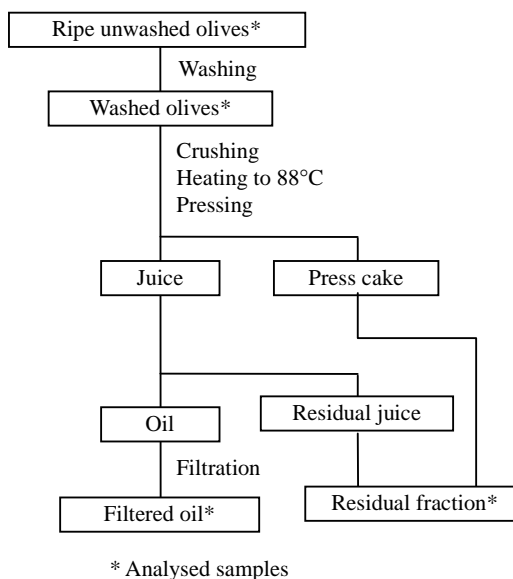 Ripe unwashed olives*
Washing
Washed olives*
Crushing
Heating to 88°C
Pressing
Juice
Press cake
Oil
Residual juice
Filtration
Filtered oil*
Residual fraction*
* Analysed samples